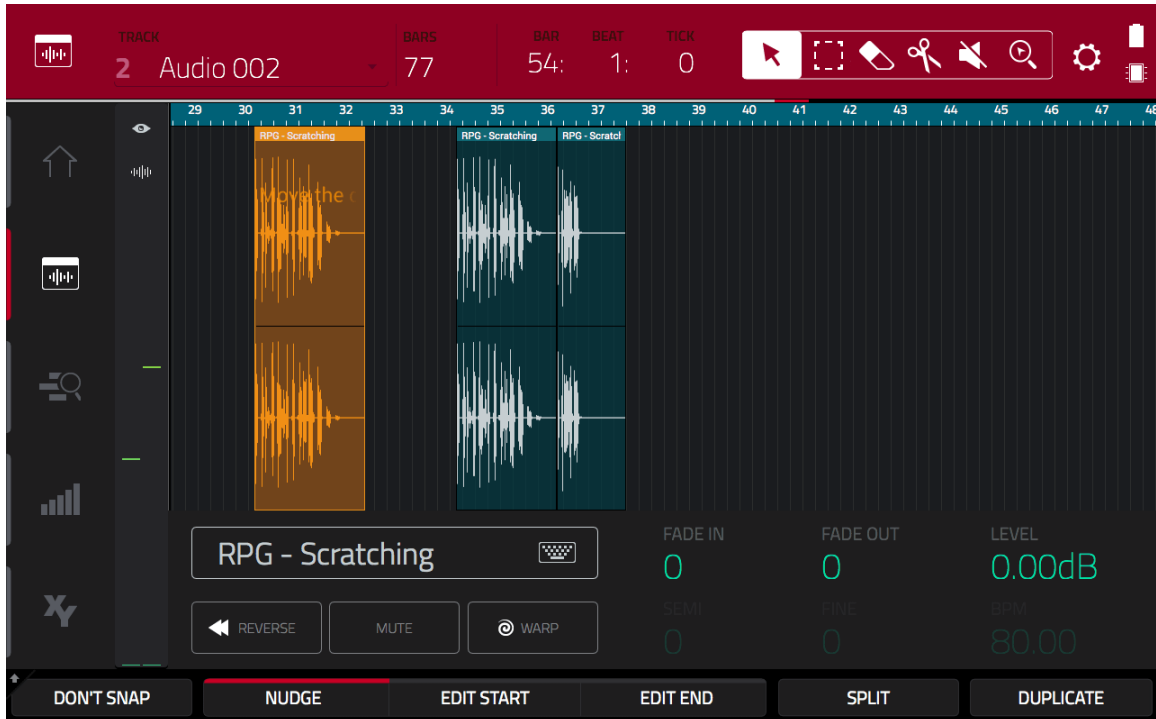 TRACK BARS BAR BEAT TICK
2 Audio 002 77 54: 1: 0
29 30 31 32 33 34 35 36 37 38 39 40 41 42 43 44 45 46 47 48
RPG - Scratching RPG - Scratching RPG - Scratch
Move the c
RPG - Scratching
FADE IN FADE OUT LEVEL
0 0 0.00dB
REVERSE MUTE WARP
SEMI FINE BPM
0 0 80.00
XY
DON'T SNAP NUDGE EDIT START EDIT END SPLIT DUPLICATE